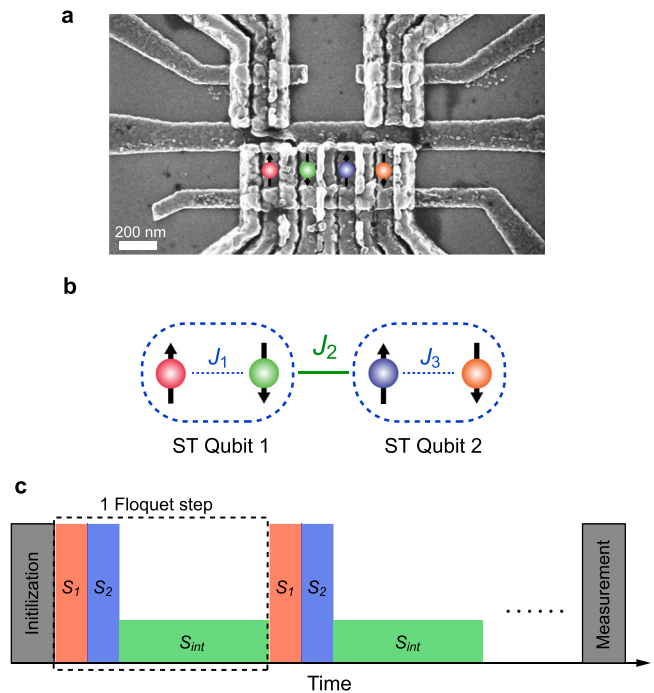 a
200 nm
b
J1 J2 J3
ST Qubit 1 ST Qubit 2
c
1 Floquet step
Initilization S1 S2 Sint S1 S2 Sint ...... Measurement
Time